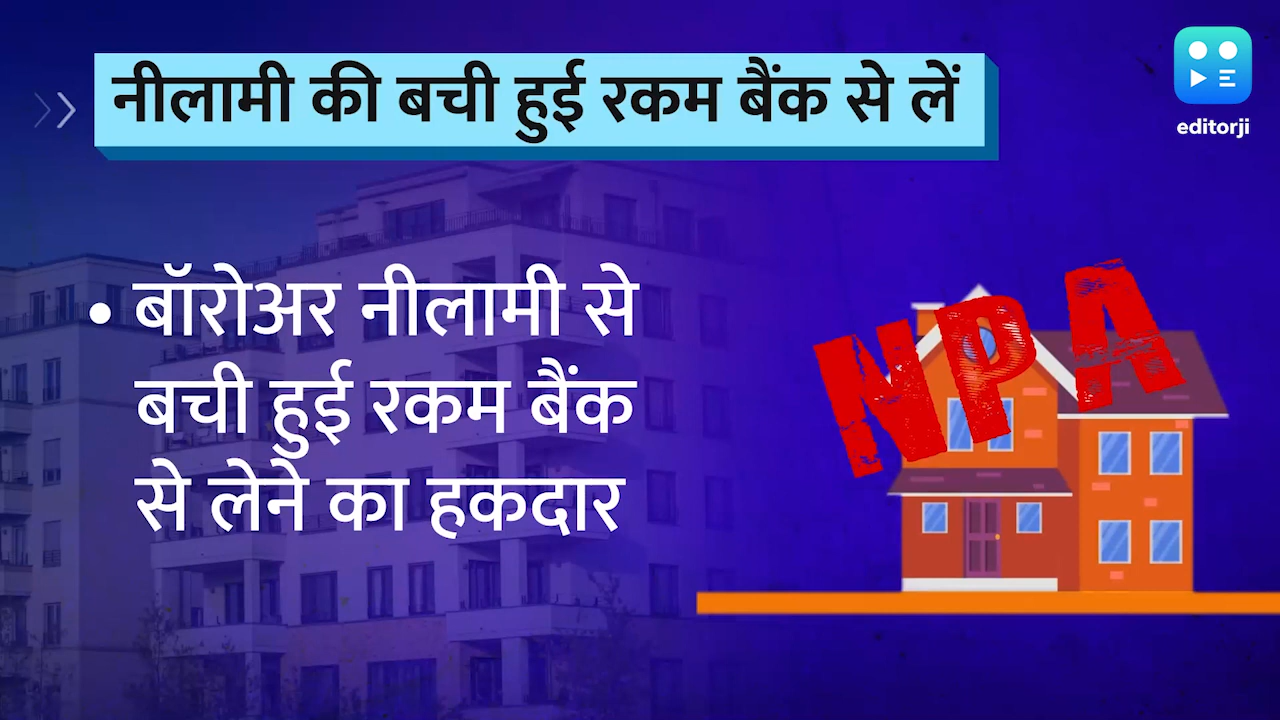 नीलामी की बची हुई रकम बैंक से लें
editorji
• बॉरोअर नीलामी से
बची हुई रकम बैंक
से लेने का हकदार
NPA